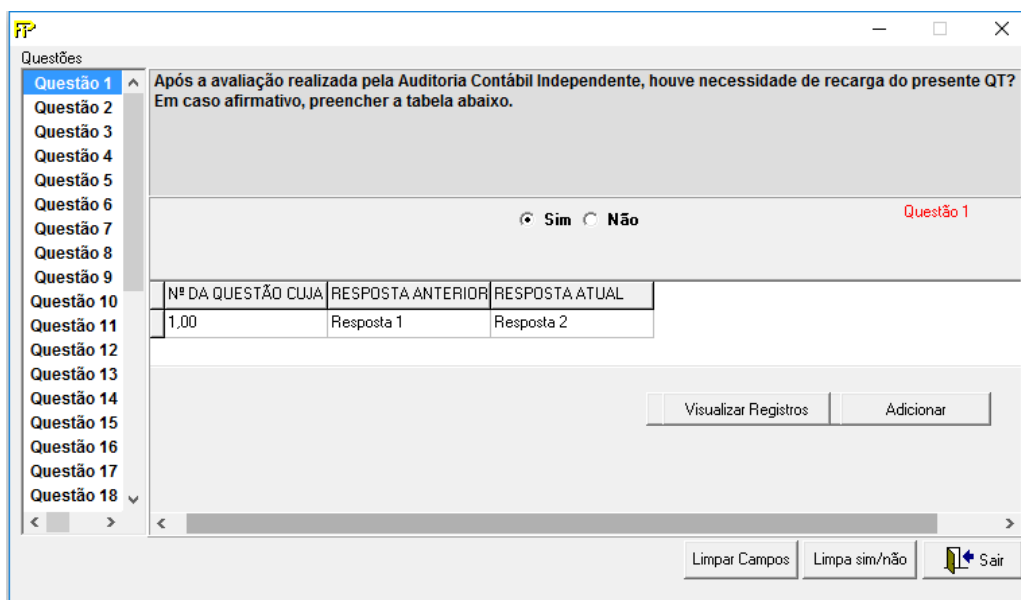 FIP
Questões
Questão 1
Questão 2
Questão 3
Questão 4
Questão 5
Questão 6
Questão 7
Questão 8
Questão 9
Questão 10
Questão 11
Questão 12
Questão 13
Questão 14
Questão 15
Questão 16
Questão 17
Questão 18
Após a avaliação realizada pela Auditoria Contábil Independente, houve necessidade de recarga do presente QT?
Em caso afirmativo, preencher a tabela abaixo.
Sim Não
Questão 1
Nº DA QUESTÃO CUJA RESPOSTA ANTERIOR RESPOSTA ATUAL
1,00 Resposta 1 Resposta 2
Visualizar Registros Adicionar
Limpar Campos Limpa sim/não Sair